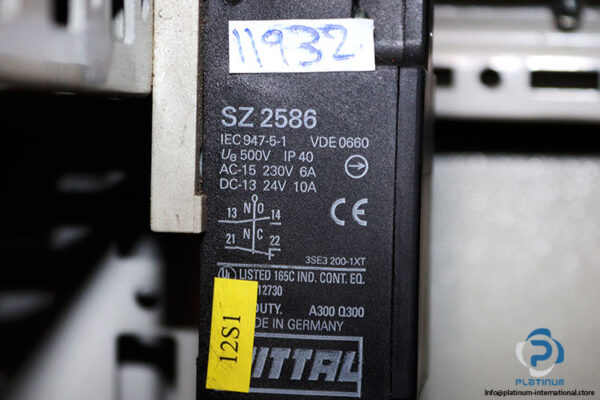 11932
SZ 2586
IEC 947-5-1 VDE 0660
Ue 500V IP 40
AC-15 230V 6A
DC-13 24V 10A
CE
NO
13 14
NC
21 22
3SE3 200-1XT
UL LISTED 165C IND. CONT. EQ.
12730
DUTY. A300 Q300
DE IN GERMANY
12S1
ITTAL
PLATINUM
Info@platinum-international.store